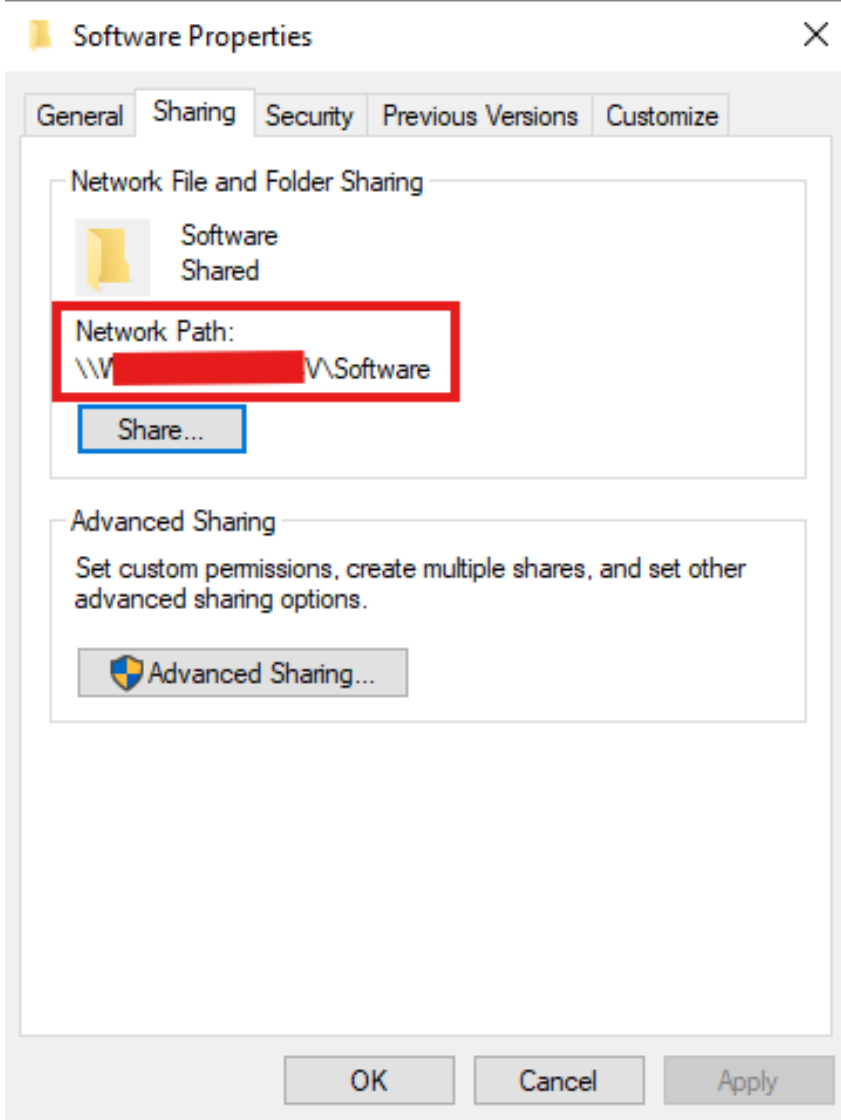 Software Properties
General Sharing Security Previous Versions Customize
Network File and Folder Sharing
Software
Shared
Network Path:
\\W V\Software
Share...
Advanced Sharing
Set custom permissions, create multiple shares, and set other
advanced sharing options.
Advanced Sharing...
OK Cancel Apply